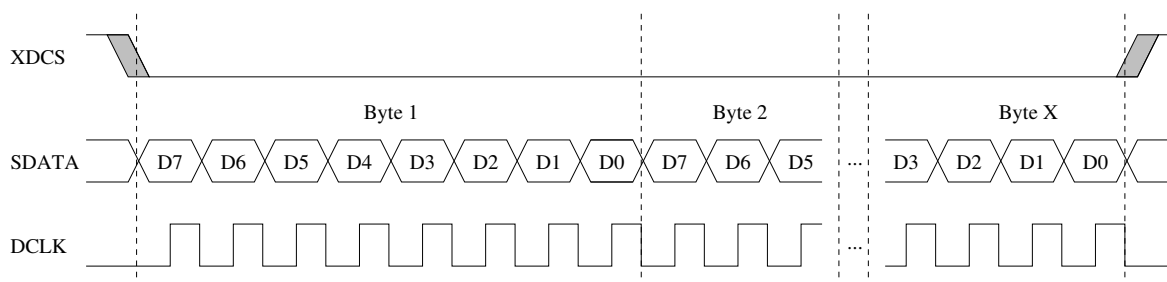 XDCS
Byte 1 Byte 2 Byte X
SDATA D7 D6 D5 D4 D3 D2 D1 D0 D7 D6 D5 ... D3 D2 D1 D0
DCLK ...